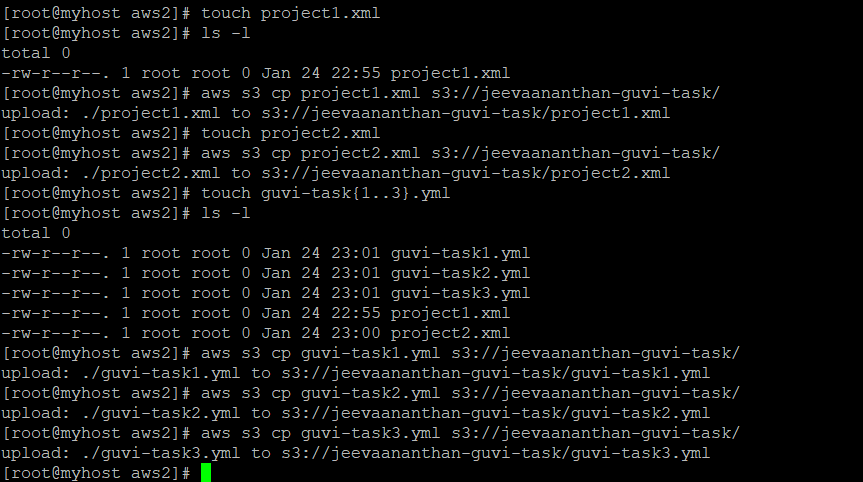 [root@myhost aws2]# touch project1.xml
[root@myhost aws2]# ls -l
total 0
-rw-r--r--. 1 root root 0 Jan 24 22:55 project1.xml
[root@myhost aws2]# aws s3 cp project1.xml s3://jeevaananthan-guvi-task/
upload: ./project1.xml to s3://jeevaananthan-guvi-task/project1.xml
[root@myhost aws2]# touch project2.xml
[root@myhost aws2]# aws s3 cp project2.xml s3://jeevaananthan-guvi-task/
upload: ./project2.xml to s3://jeevaananthan-guvi-task/project2.xml
[root@myhost aws2]# touch guvi-task{1..3}.yml
[root@myhost aws2]# ls -l
total 0
-rw-r--r--. 1 root root 0 Jan 24 23:01 guvi-task1.yml
-rw-r--r--. 1 root root 0 Jan 24 23:01 guvi-task2.yml
-rw-r--r--. 1 root root 0 Jan 24 23:01 guvi-task3.yml
-rw-r--r--. 1 root root 0 Jan 24 22:55 project1.xml
-rw-r--r--. 1 root root 0 Jan 24 23:00 project2.xml
[root@myhost aws2]# aws s3 cp guvi-task1.yml s3://jeevaananthan-guvi-task/
upload: ./guvi-task1.yml to s3://jeevaananthan-guvi-task/guvi-task1.yml
[root@myhost aws2]# aws s3 cp guvi-task2.yml s3://jeevaananthan-guvi-task/
upload: ./guvi-task2.yml to s3://jeevaananthan-guvi-task/guvi-task2.yml
[root@myhost aws2]# aws s3 cp guvi-task3.yml s3://jeevaananthan-guvi-task/
upload: ./guvi-task3.yml to s3://jeevaananthan-guvi-task/guvi-task3.yml
[root@myhost aws2]#